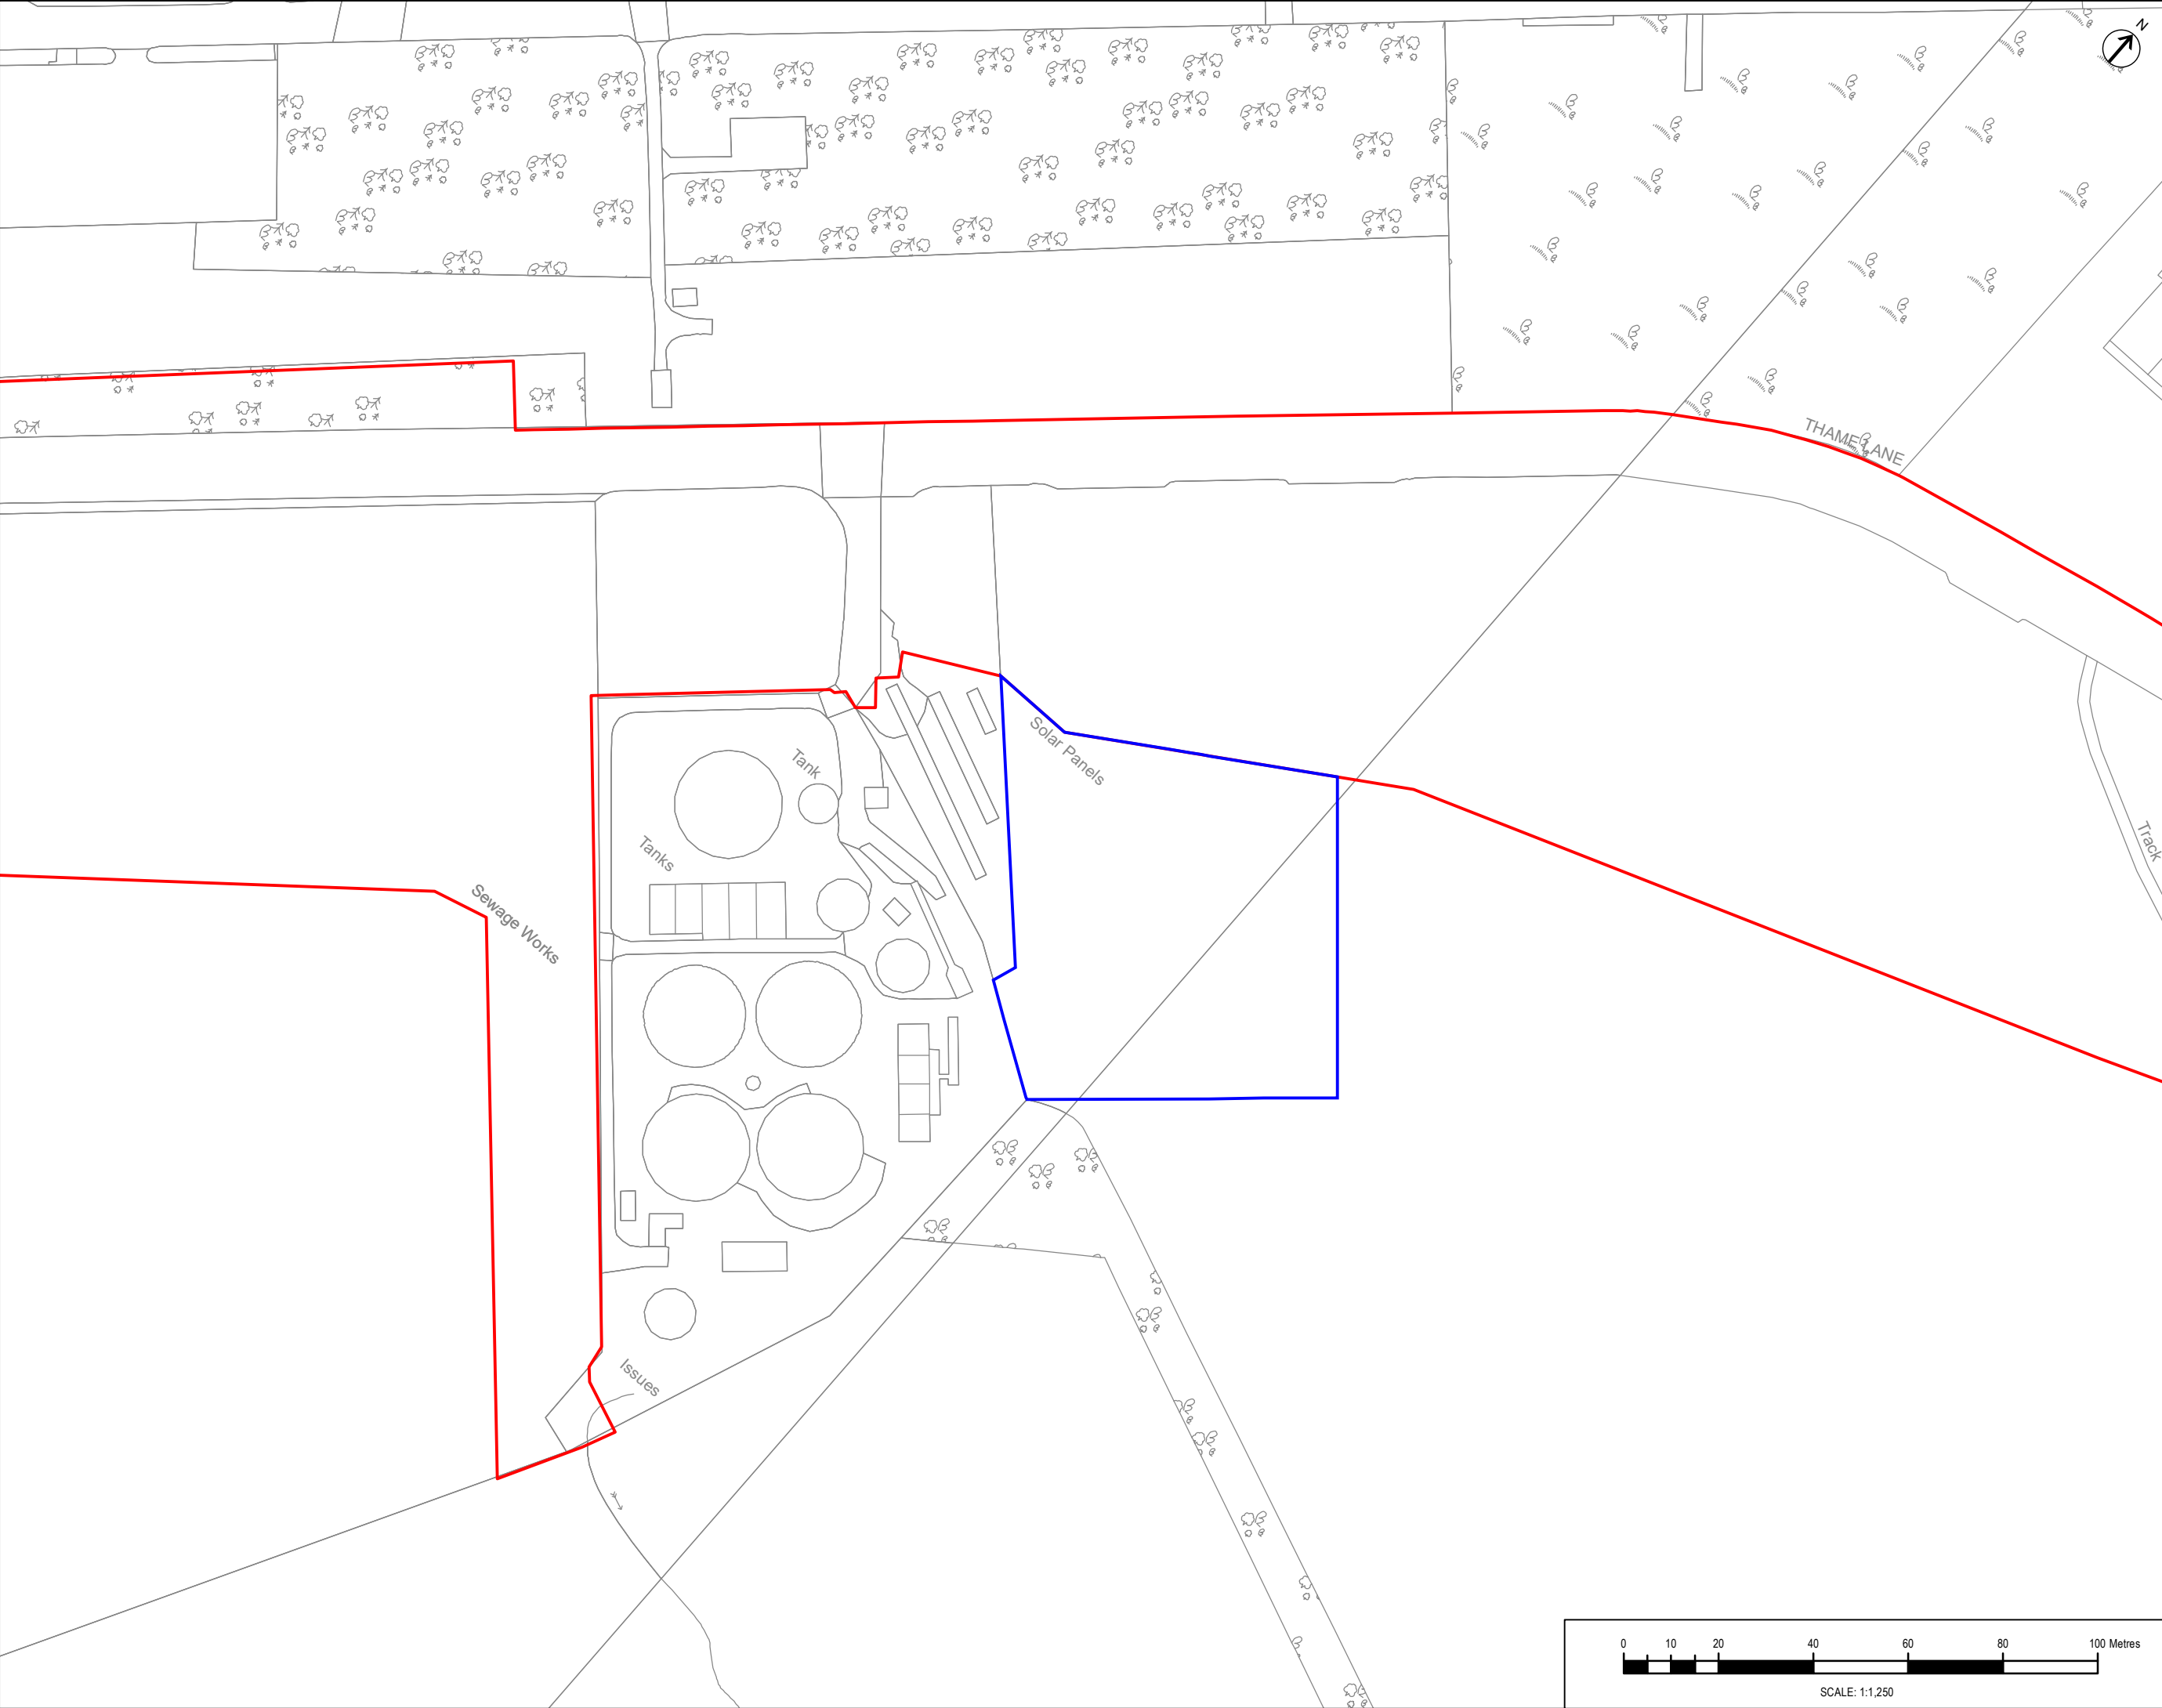 N
THAME LANE
Solar Panels
Tank
Tanks
Track
Sewage Works
Issues
0 10 20 40 60 80 100 Metres
SCALE: 1:1,250